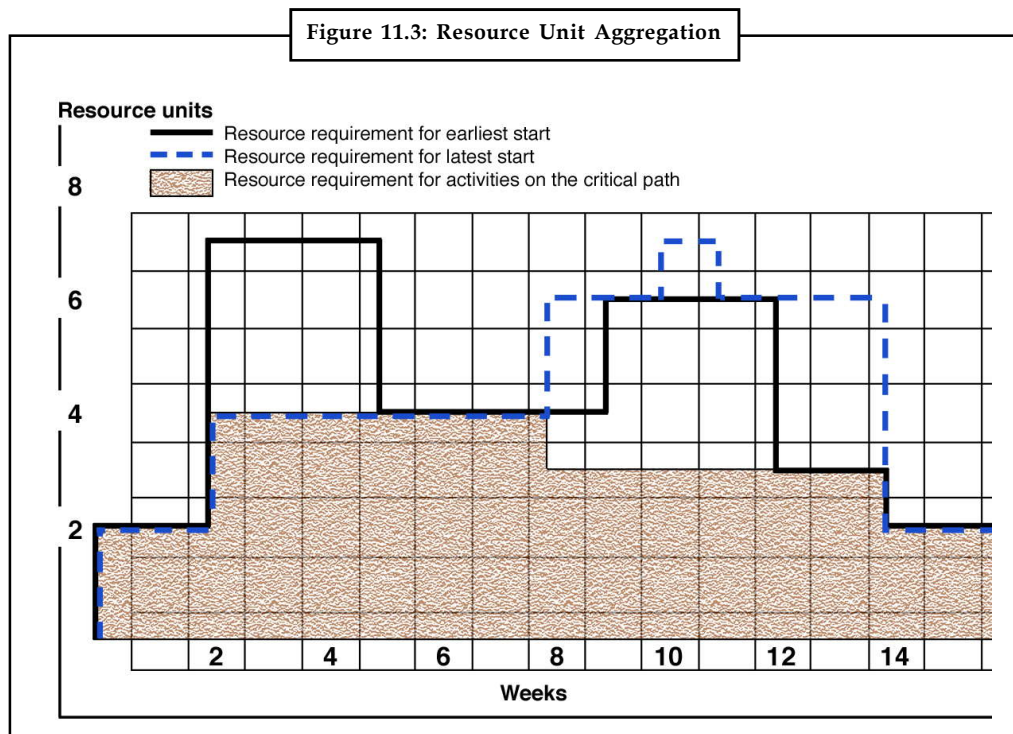 Figure 11.3: Resource Unit Aggregation
Resource units
Resource requirement for earliest start
Resource requirement for latest start
Resource requirement for activities on the critical path
8
6
4
2
2 4 6 8 10 12 14
Weeks